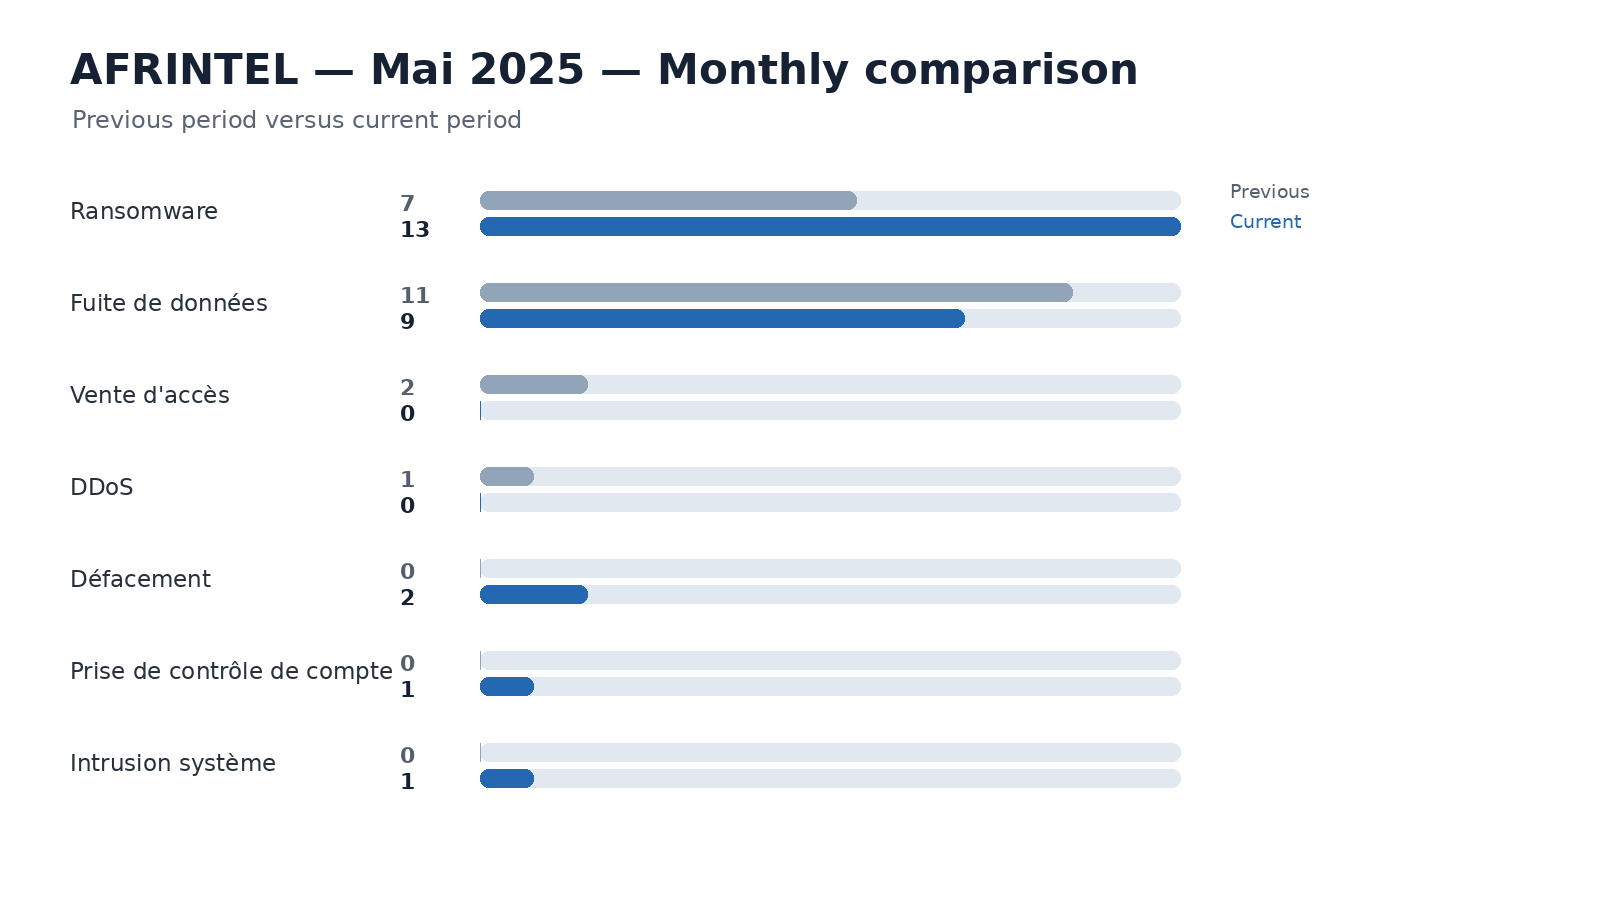 AFRINTEL — Mai 2025 — Monthly comparison
Previous period versus current period
Previous
Current
Ransomware
7
13
Fuite de données
11
9
Vente d'accès
2
0
DDoS
1
0
Défacement
0
2
Prise de contrôle de compte
0
1
Intrusion système
0
1